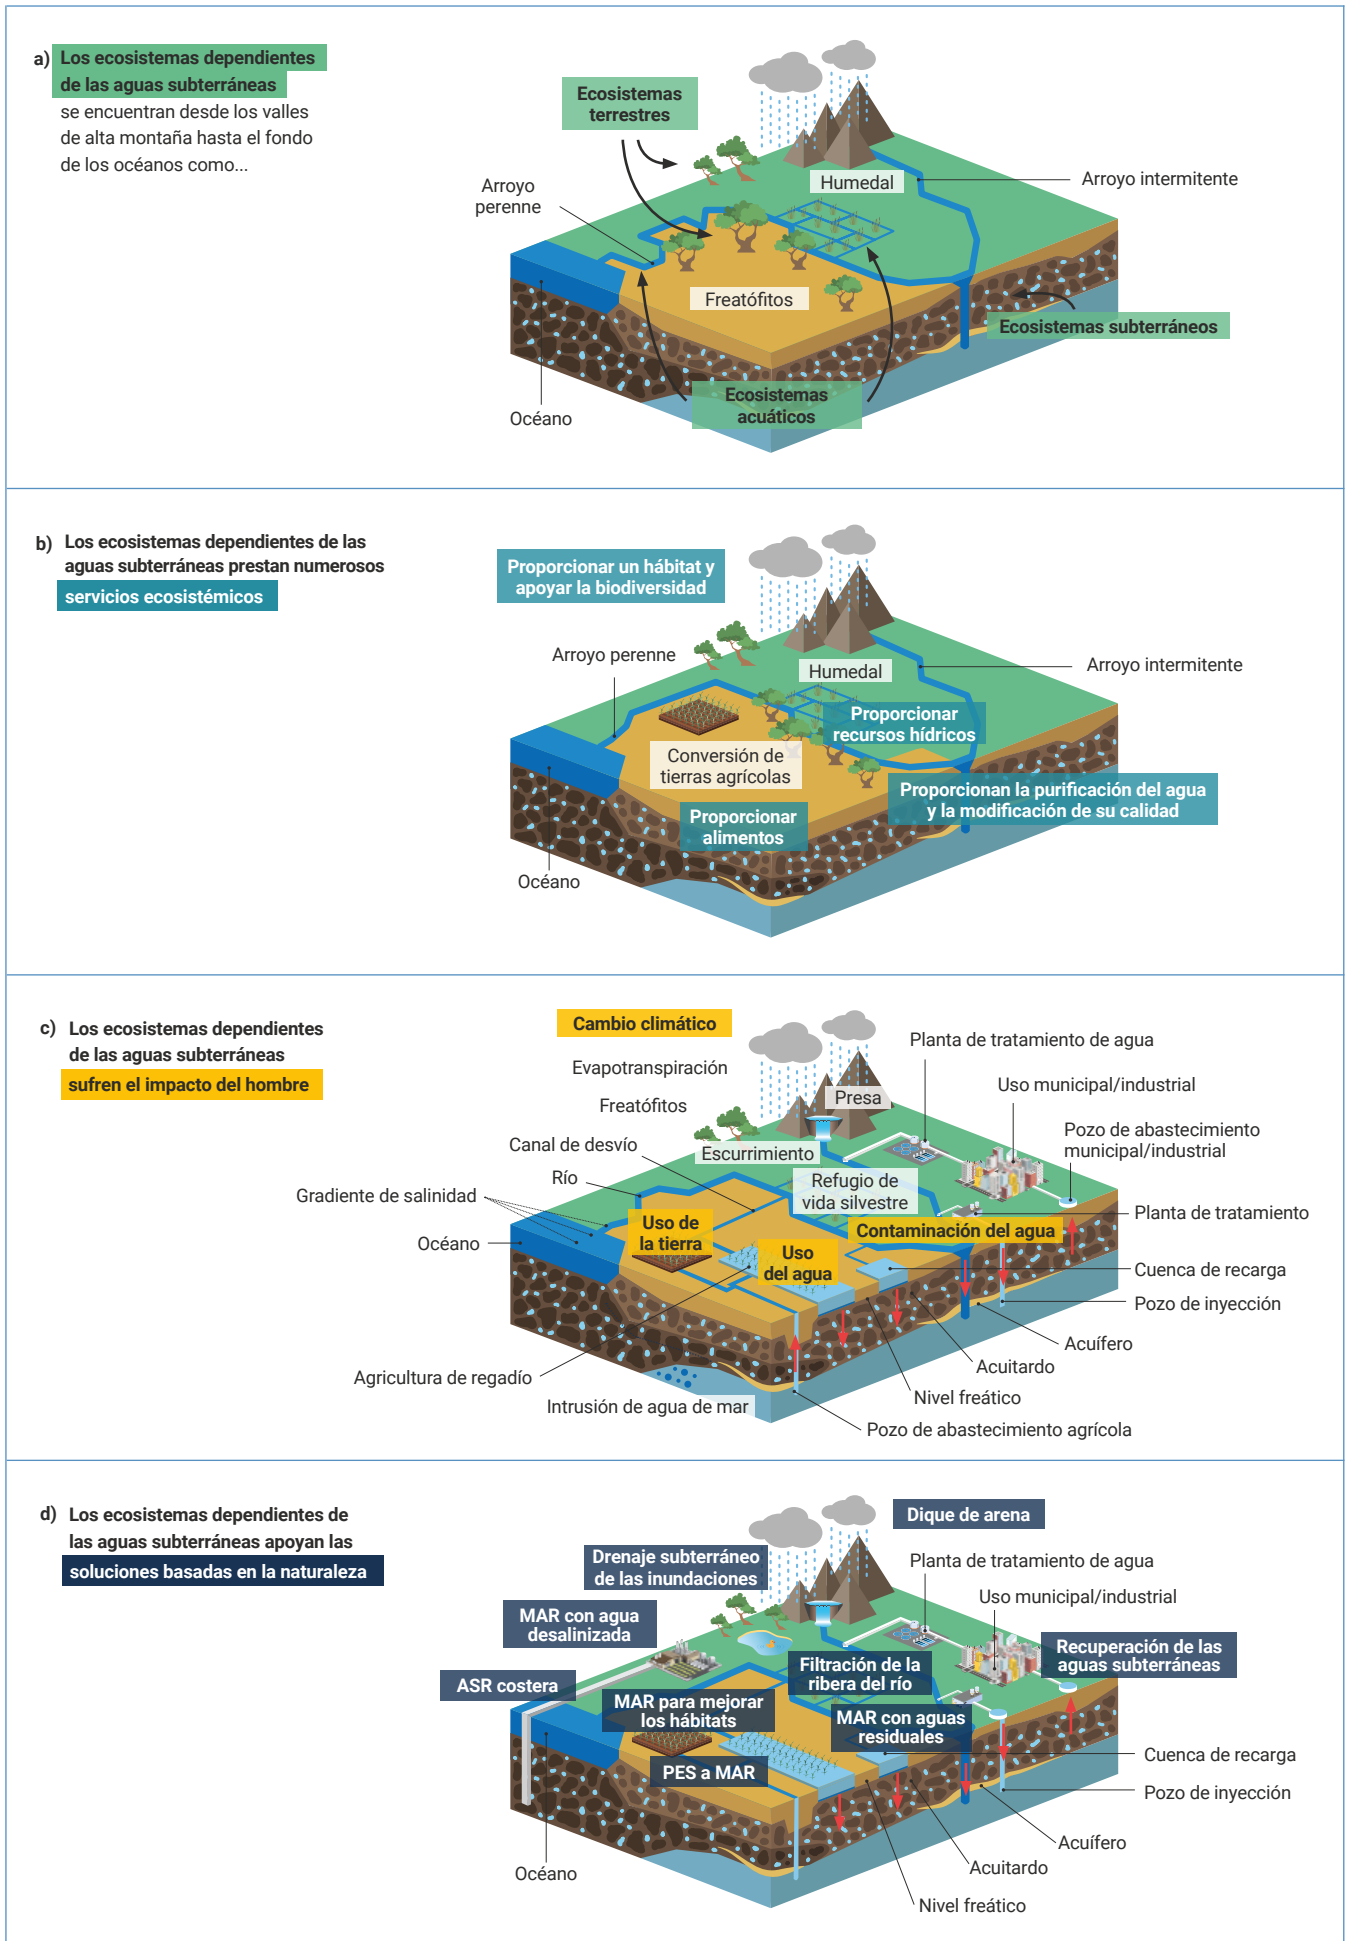 a) Los ecosistemas dependientes
de las aguas subterráneas
se encuentran desde los valles
de alta montaña hasta el fondo
de los océanos como...
Ecosistemas
terrestres
Humedal
Arroyo intermitente
Arroyo
perenne
Freatófitos
Ecosistemas subterráneos
Ecosistemas
acuáticos
Océano
b) Los ecosistemas dependientes de las
aguas subterráneas prestan numerosos
servicios ecosistémicos
Proporcionar un hábitat y
apoyar la biodiversidad
Arroyo perenne
Humedal
Arroyo intermitente
Proporcionar
recursos hídricos
Conversión de
tierras agrícolas
Proporcionan la purificación del agua
y la modificación de su calidad
Proporcionar
alimentos
Océano
c) Los ecosistemas dependientes
de las aguas subterráneas
sufren el impacto del hombre
Cambio climático
Evapotranspiración
Freatófitos
Presa
Planta de tratamiento de agua
Uso municipal/industrial
Pozo de abastecimiento
municipal/industrial
Canal de desvío
Escurrimiento
Río
Refugio de
vida silvestre
Gradiente de salinidad
Planta de tratamiento
Océano
Uso de
la tierra
Contaminación del agua
Uso
del agua
Cuenca de recarga
Pozo de inyección
Acuífero
Acuitardo
Agricultura de regadío
Nivel freático
Intrusión de agua de mar
Pozo de abastecimiento agrícola
d) Los ecosistemas dependientes de
las aguas subterráneas apoyan las
soluciones basadas en la naturaleza
Dique de arena
Drenaje subterráneo
de las inundaciones
Planta de tratamiento de agua
Uso municipal/industrial
MAR con agua
desalinizada
Recuperación de las
aguas subterráneas
Filtración de la
ribera del río
ASR costera
MAR para mejorar
los hábitats
MAR con aguas
residuales
PES a MAR
Cuenca de recarga
Pozo de inyección
Acuífero
Acuitardo
Océano
Nivel freático